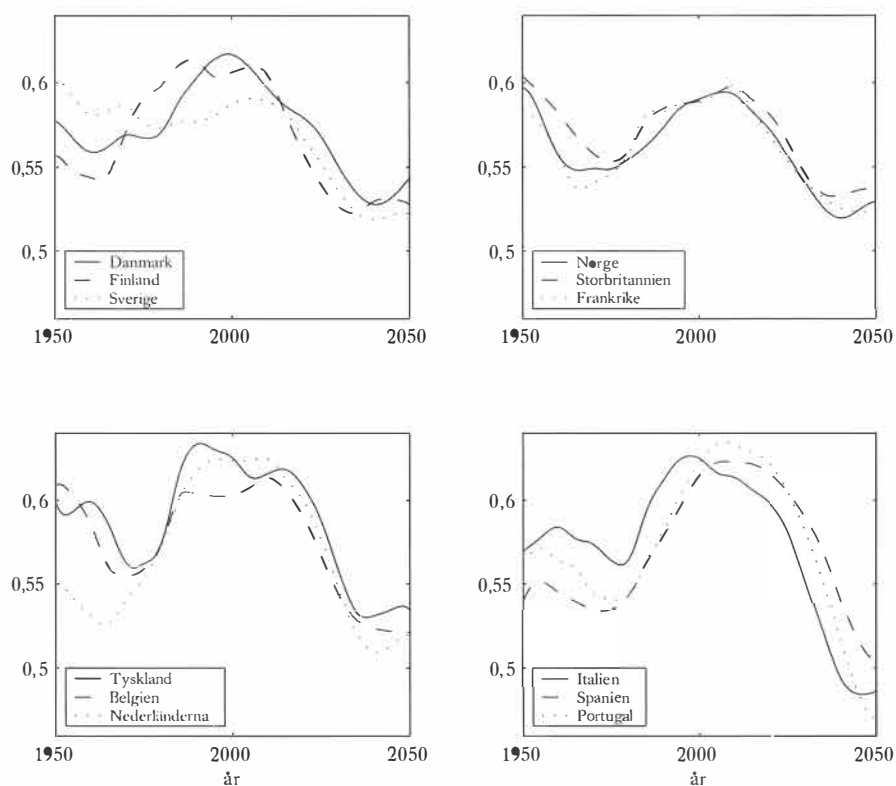 0,6
0,55
0,5
Danmark
Finland
Sverige
1950 2000 2050
0,6
0,55
0,5
Norge
Storbritannien
Frankrike
1950 2000 2050
0,6
0,55
0,5
Tyskland
Belgien
Nederländerna
1950 2000 2050
år
0,6
0,55
0,5
Italien
Spanien
Portugal
1950 2000 2050
år